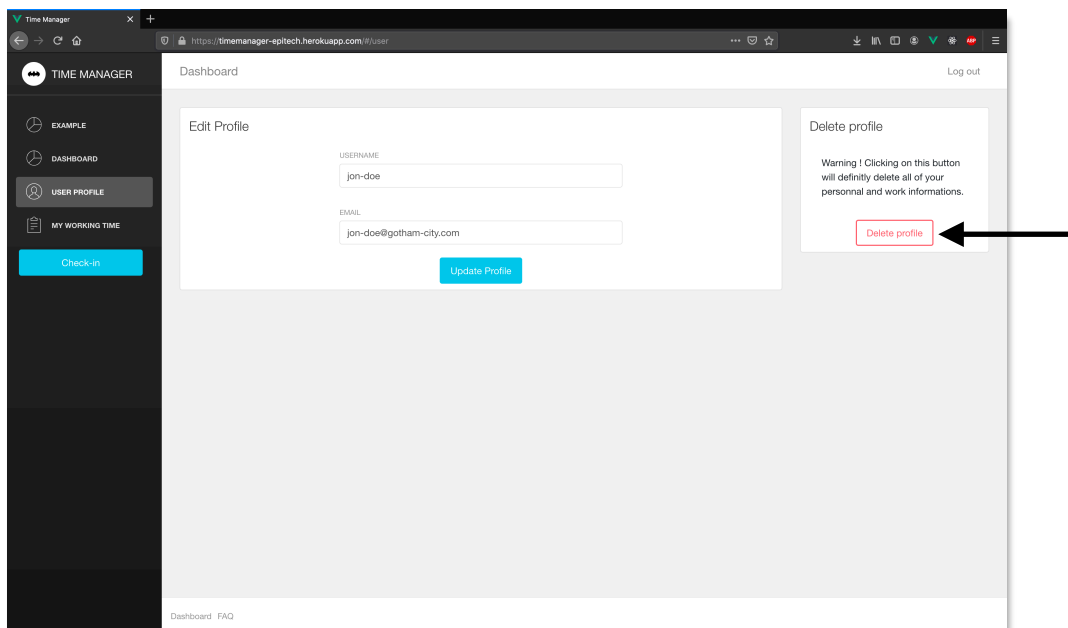 Time Manager
https://timemanager-epitech.herokuapp.com/#/user
ABP
TIME MANAGER
Dashboard
Log out
EXAMPLE
DASHBOARD
USER PROFILE
MY WORKING TIME
Check-in
Edit Profile
USERNAME
jon-doe
EMAIL
jon-doe@gotham-city.com
Update Profile
Delete profile
Warning ! Clicking on this button
will definitly delete all of your
personnal and work informations.
Delete profile
Dashboard FAQ